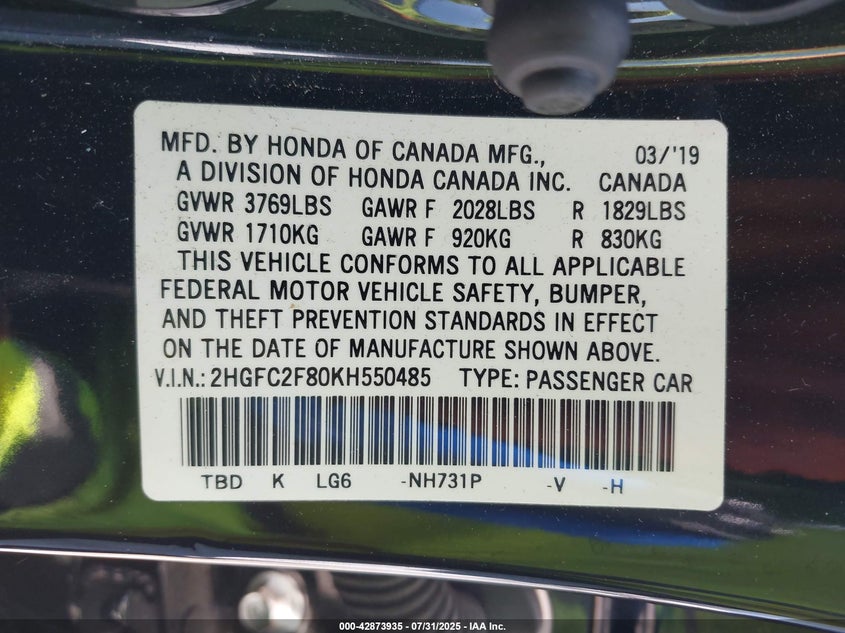 MFD. BY HONDA OF CANADA MFG., 03/'19
A DIVISION OF HONDA CANADA INC. CANADA
GVWR 3769LBS GAWR F 2028LBS R 1829LBS
GVWR 1710KG GAWR F 920KG R 830KG
THIS VEHICLE CONFORMS TO ALL APPLICABLE
FEDERAL MOTOR VEHICLE SAFETY, BUMPER,
AND THEFT PREVENTION STANDARDS IN EFFECT
ON THE DATE OF MANUFACTURE SHOWN ABOVE.
V.I.N.: 2HGFC2F80KH550485 TYPE: PASSENGER CAR
TBD K LG6 -NH731P -V -H
000-42873935 - 07/31/2025 - IAA Inc.